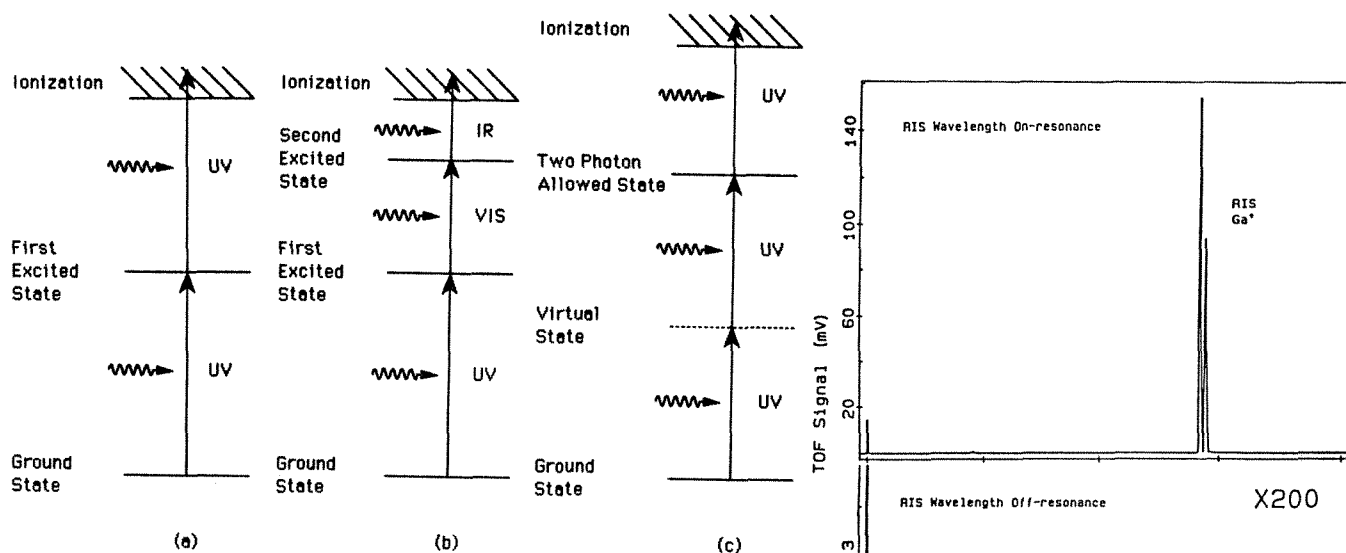 Ionization
UV
First
Excited
State
UV
Ground
State
(a)
Ionization
IR
Second
Excited
State
VIS
First
Excited
State
UV
Ground
State
(b)
Ionization
UV
Two Photon
Allowed State
UV
Virtual
State
UV
Ground
State
(c)
TOF Signal (mV)
140
100
60
20
RIS Wavelength On-resonance
RIS
Ga+
3
RIS Wavelength Off-resonance
X200